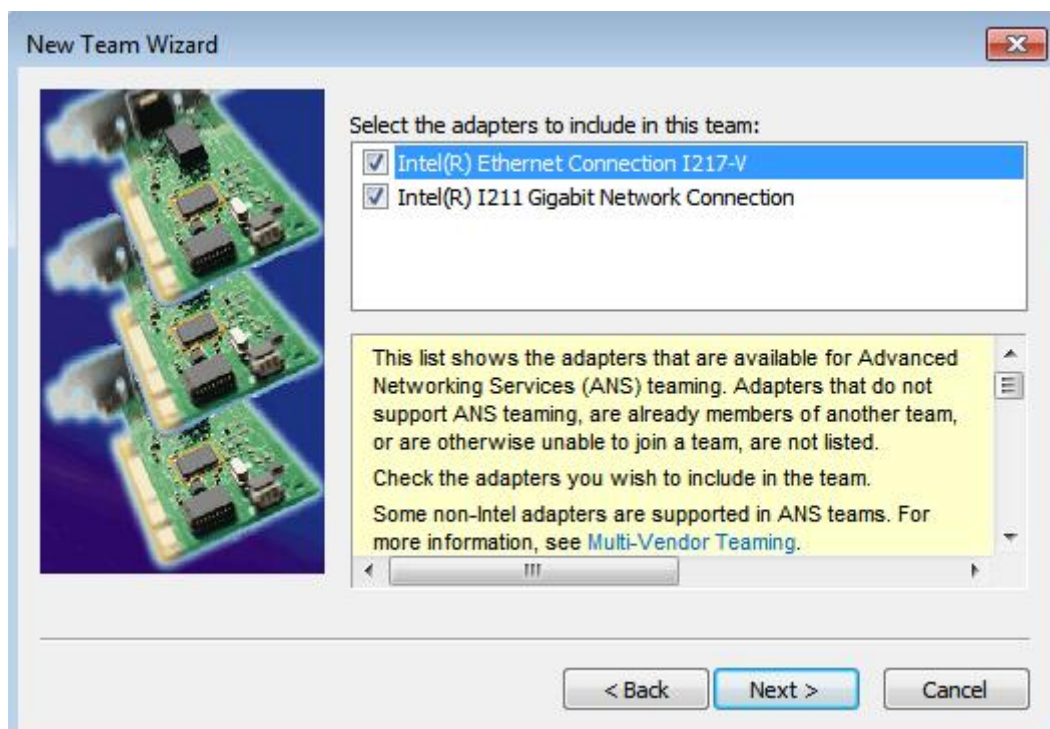 New Team Wizard
Select the adapters to include in this team:
Intel(R) Ethernet Connection I217-V
Intel(R) I211 Gigabit Network Connection
This list shows the adapters that are available for Advanced
Networking Services (ANS) teaming. Adapters that do not
support ANS teaming, are already members of another team,
or are otherwise unable to join a team, are not listed.
Check the adapters you wish to include in the team.
Some non-Intel adapters are supported in ANS teams. For
more information, see Multi-Vendor Teaming.
< Back
Next >
Cancel